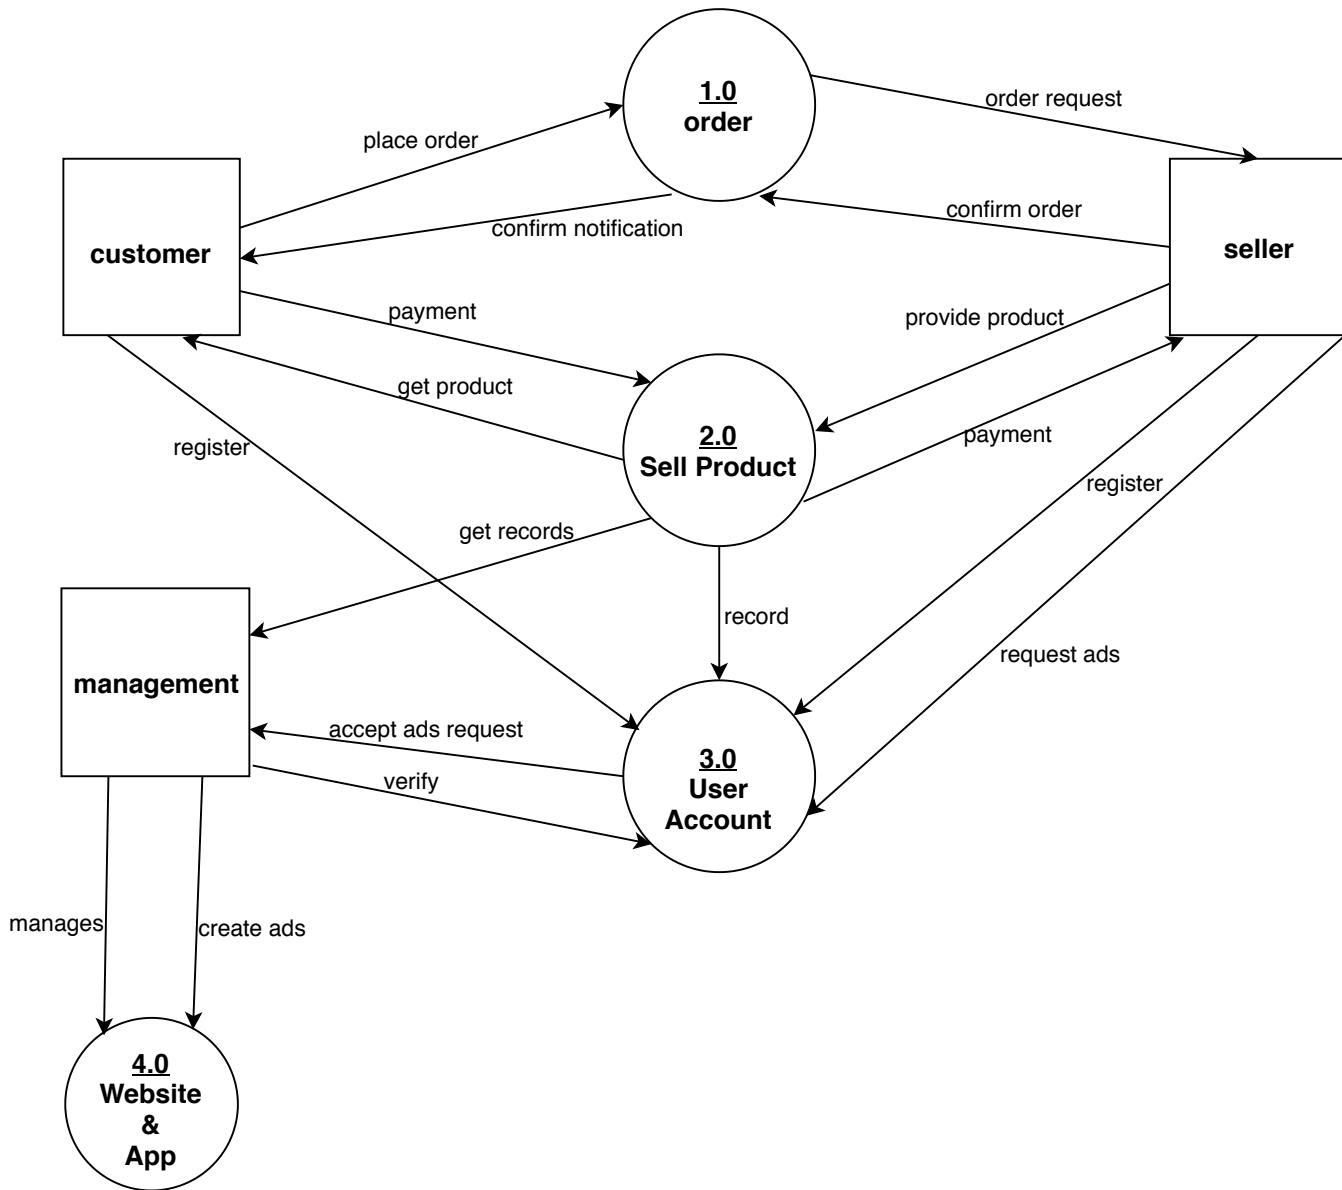 1.0
order
order request
place order
confirm order
confirm notification
customer
seller
payment
provide product
get product
2.0
Sell Product
payment
register
register
get records
record
request ads
management
accept ads request
3.0
User
Account
verify
manages
create ads
4.0
Website
&
App